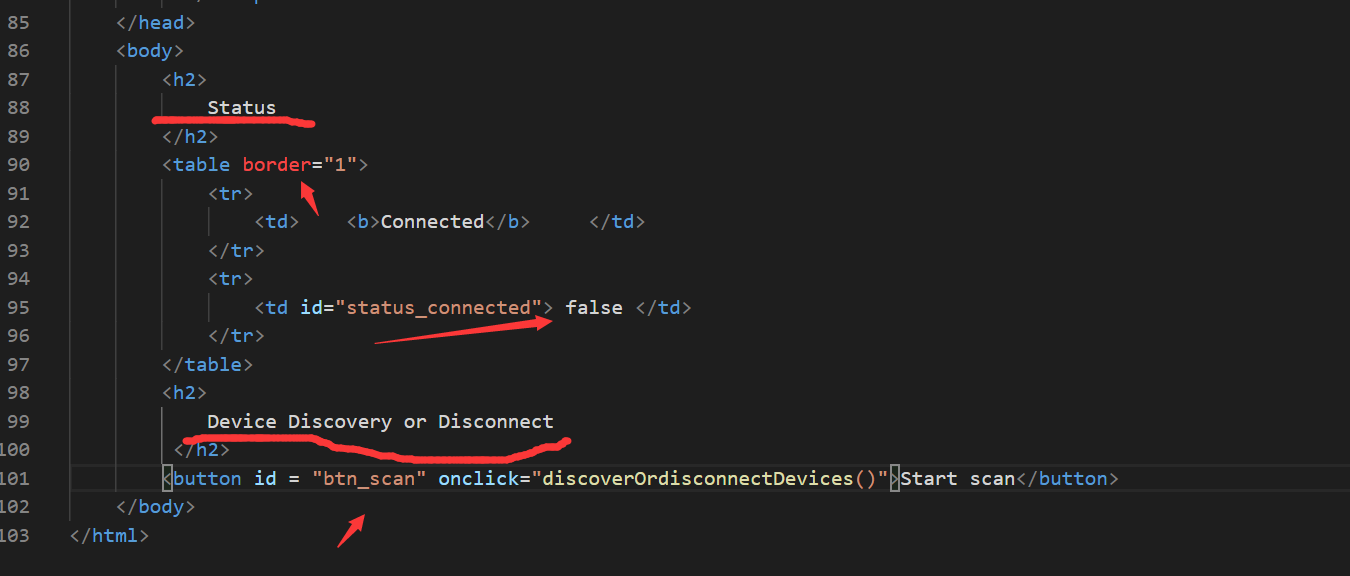 85 </head>
86 <body>
87 <h2>
88 Status
89 </h2>
90 <table border="1">
91 <tr>
92 <td> <b>Connected</b> </td>
93 </tr>
94 <tr>
95 <td id="status_connected"> false </td>
96 </tr>
97 </table>
98 <h2>
99 Device Discovery or Disconnect
100 </h2>
101 <button id = "btn_scan" onclick="discoverOrdisconnectDevices()">Start scan</button>
102 </body>
103 </html>